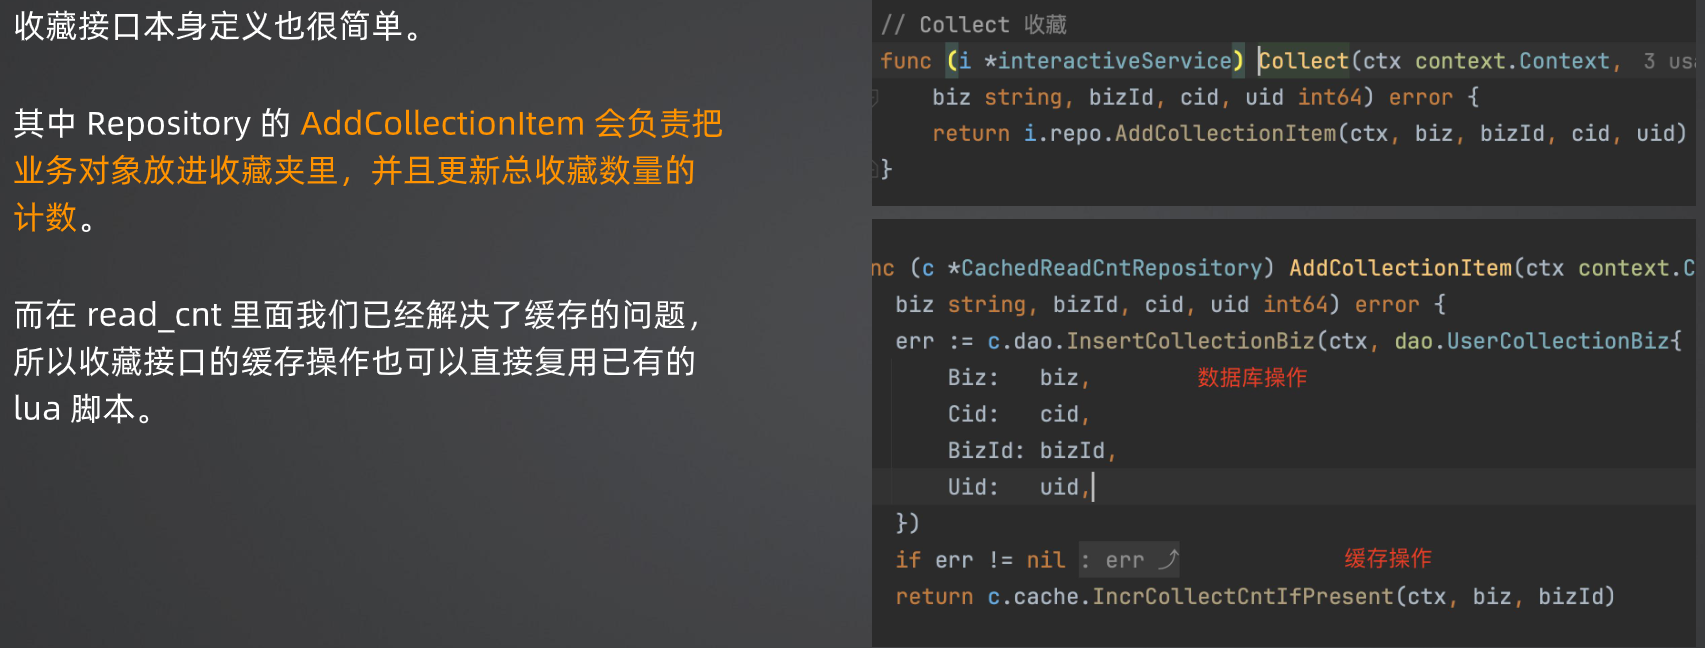 收藏接口本身定义也很简单。
其中 Repository 的 AddCollectionItem 会负责把
业务对象放进收藏夹里，并且更新总收藏数量的
计数。
而在 read_cnt 里面我们已经解决了缓存的问题，
所以收藏接口的缓存操作也可以直接复用已有的
lua 脚本。
// Collect 收藏
func (i *interactiveService) Collect(ctx context.Context, 3 usa
biz string, bizId, cid, uid int64) error {
return i.repo.AddCollectionItem(ctx, biz, bizId, cid, uid)
}
nc (c *CachedReadCntRepository) AddCollectionItem(ctx context.C
biz string, bizId, cid, uid int64) error {
err := c.dao.InsertCollectionBiz(ctx, dao.UserCollectionBiz{
Biz: biz, 数据库操作
Cid: cid,
BizId: bizId,
Uid: uid,
})
if err != nil : err ⤴ 缓存操作
return c.cache.IncrCollectCntIfPresent(ctx, biz, bizId)